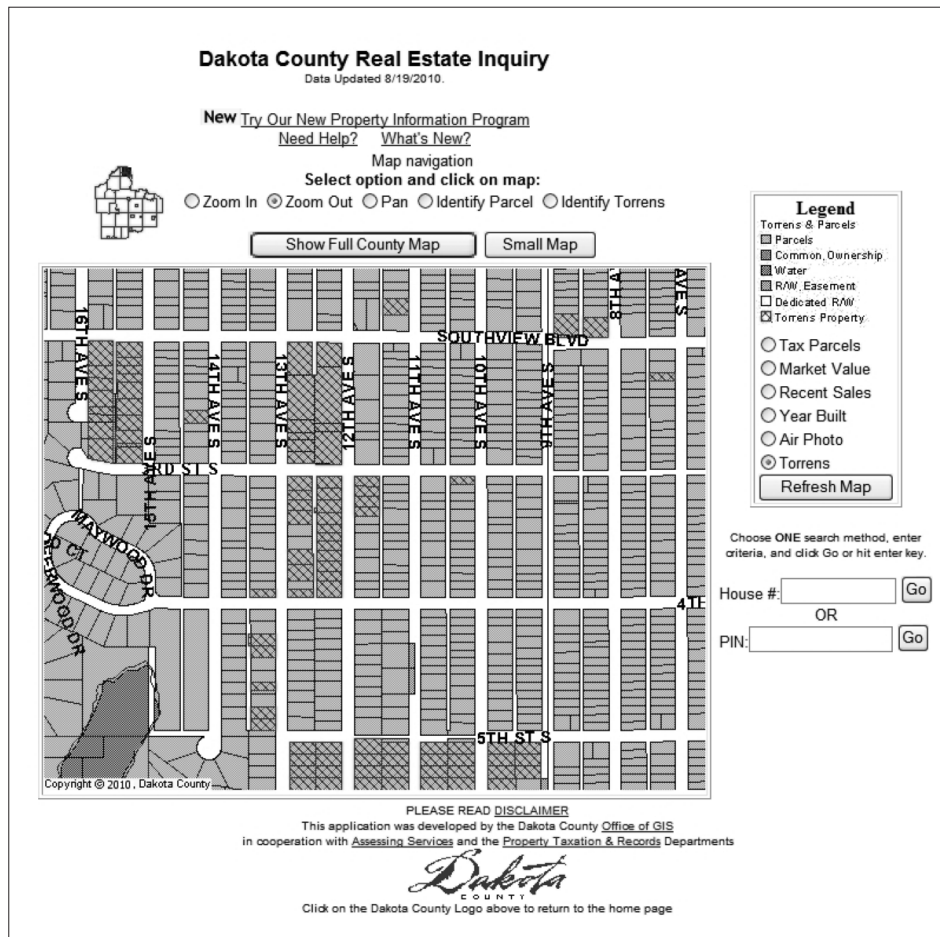 Dakota County Real Estate Inquiry
Data Updated 8/19/2010.
New Try Our New Property Information Program
Need Help? What's New?
Map navigation
Select option and click on map:
Zoom In Zoom Out Pan Identify Parcel Identify Torrens
Show Full County Map Small Map
Legend
Torrens & Parcels
Parcels
Common Ownership
Water
R/W, Easement
Dedicated R/W
Torrens Property
Tax Parcels
Market Value
Recent Sales
Year Built
Air Photo
Torrens
Refresh Map
Choose ONE search method, enter
criteria, and click Go or hit enter key.
House #: Go
OR
PIN: Go
8TH A
AVE S
16TH AVE S
SOUTHVIEW BLVD
14TH AVE S
13TH AVE S
12TH AVE S
11TH AVE S
10TH AVE S
9TH AVE S
15TH AVE S
3RD ST S
MAYWOOD DR
D CT
DEERWOOD DR
4TH
5TH ST S
Copyright © 2010, Dakota County
PLEASE READ DISCLAIMER
This application was developed by the Dakota County Office of GIS
in cooperation with Assessing Services and the Property Taxation & Records Departments
Dakota
COUNTY
Click on the Dakota County Logo above to return to the home page